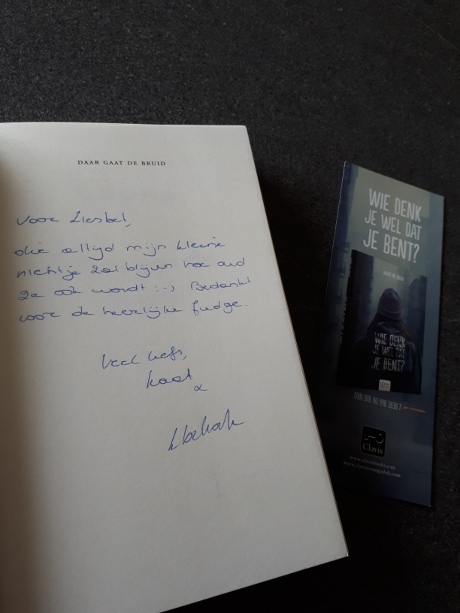 DAAR GAAT DE BRUID
Voor Liesbet,
die altijd mijn kleine
nichtje zal blijven hoe oud
ze ook wordt :-) Bedankt
voor de heerlijke fudge.
Veel liefs,
Kaat
x
WIE DENK
JE WEL DAT
JE BENT?
WIE DENK
JE WEL DAT
JE BENT?
Clavis